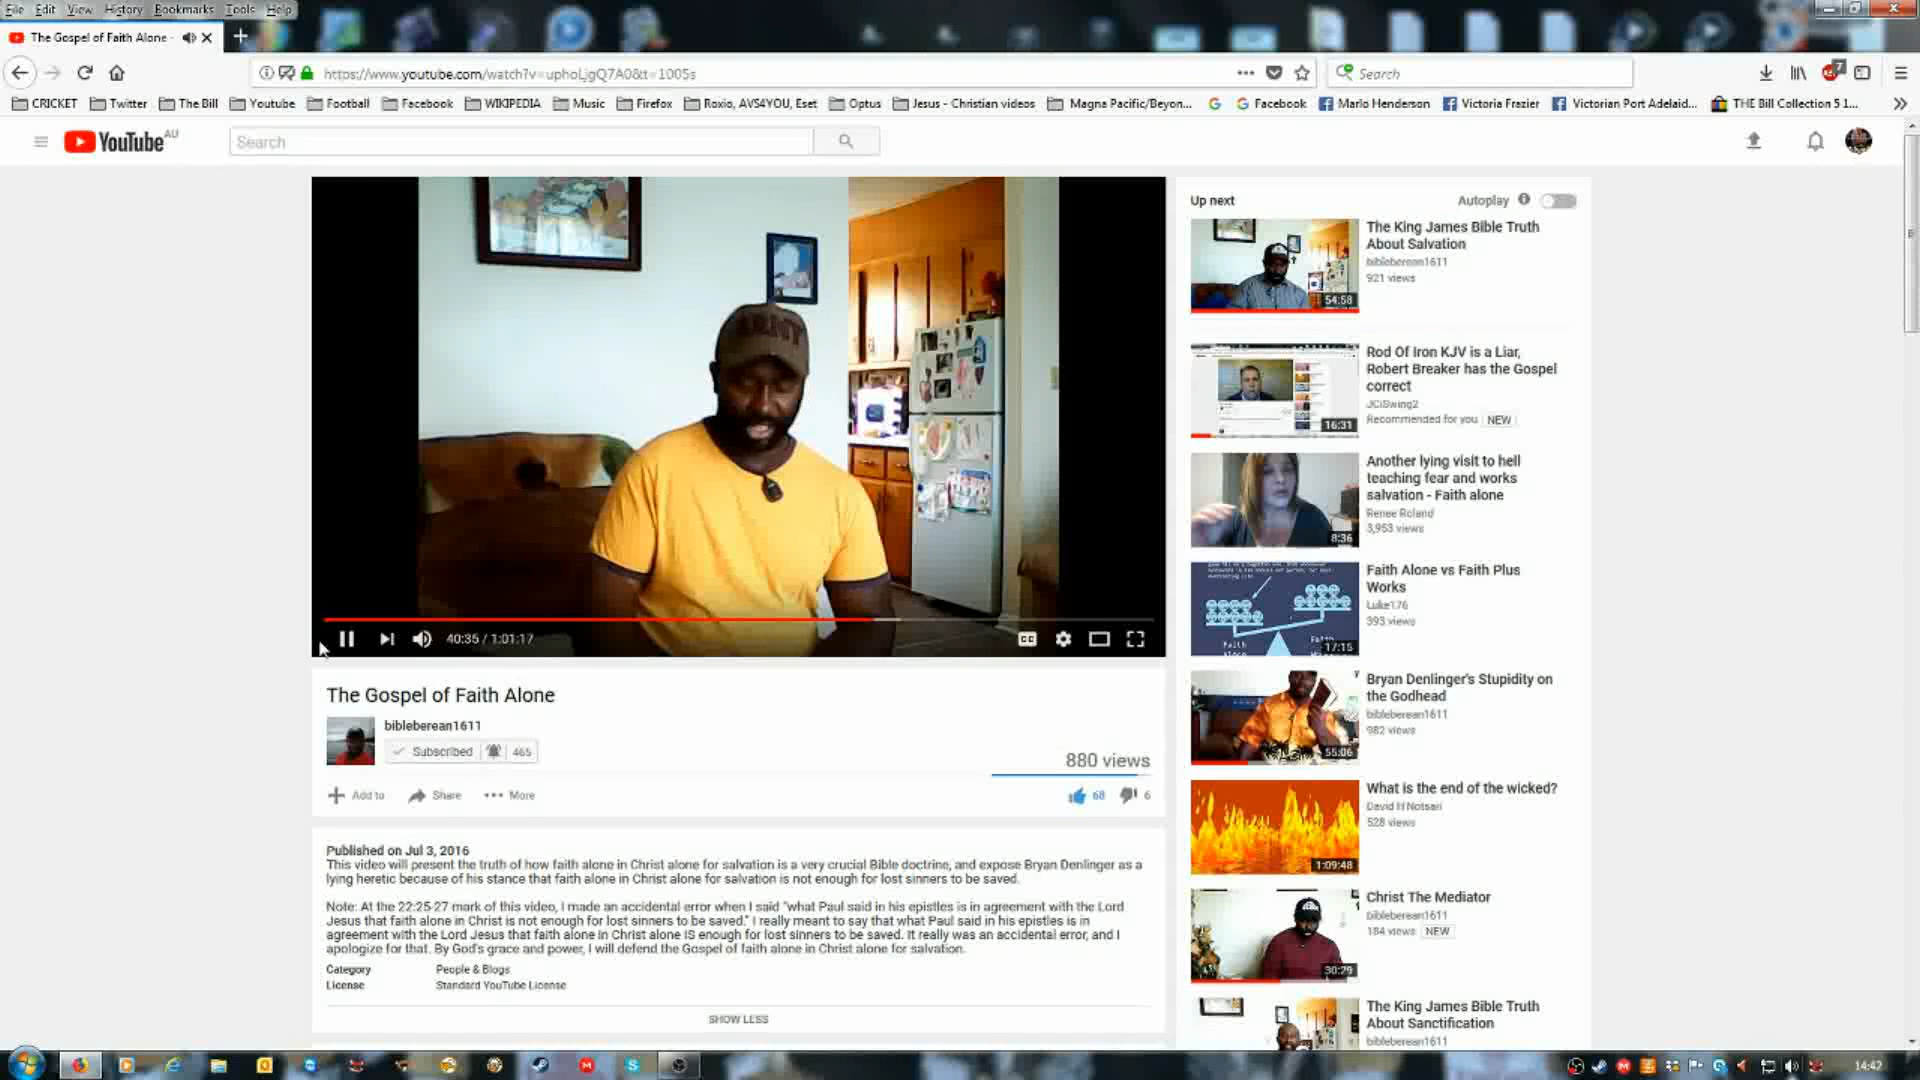 File Edit View History Bookmarks Tools Help
The Gospel of Faith Alone -
https://www.youtube.com/watch?v=uphoLjgQ7A0&t=1005s
Search
7
CRICKET Twitter The Bill Youtube Football Facebook WIKIPEDIA Music Firefox Roxio, AVS4YOU, Eset Optus Jesus - Christian videos Magna Pacific/Beyon... Facebook Marlo Henderson Victoria Frazier Victorian Port Adelaid... THE Bill Collection 5 1...
YouTube AU
Search
ARMY
40:35 / 1:01:17
CC
The Gospel of Faith Alone
bibleberean1611
Subscribed 465
880 views
Add to Share More
68 6
Published on Jul 3, 2016
This video will present the truth of how faith alone in Christ alone for salvation is a very crucial Bible doctrine, and expose Bryan Denlinger as a
lying heretic because of his stance that faith alone in Christ alone for salvation is not enough for lost sinners to be saved.
Note: At the 22:25-27 mark of this video, I made an accidental error when I said "what Paul said in his epistles is in agreement with the Lord
Jesus that faith alone in Christ is not enough for lost sinners to be saved." I really meant to say that what Paul said in his epistles is in
agreement with the Lord Jesus that faith alone in Christ alone IS enough for lost sinners to be saved. It really was an accidental error, and I
apologize for that. By God's grace and power, I will defend the Gospel of faith alone in Christ alone for salvation.
Category People & Blogs
License Standard YouTube License
SHOW LESS
Up next
Autoplay
The King James Bible Truth
About Salvation
bibleberean1611
921 views
54:58
Rod Of Iron KJV is a Liar,
Robert Breaker has the Gospel
correct
JCiSwing2
Recommended for you NEW
16:31
Another lying visit to hell
teaching fear and works
salvation - Faith alone
Renee Roland
3,953 views
8:36
Faith Alone vs Faith Plus
Works
Luke176
393 views
Faith
17:15
Bryan Denlinger's Stupidity on
the Godhead
bibleberean1611
982 views
55:06
What is the end of the wicked?
David H Notsari
528 views
1:09:48
Christ The Mediator
bibleberean1611
184 views NEW
30:29
The King James Bible Truth
About Sanctification
bibleberean1611
14:42